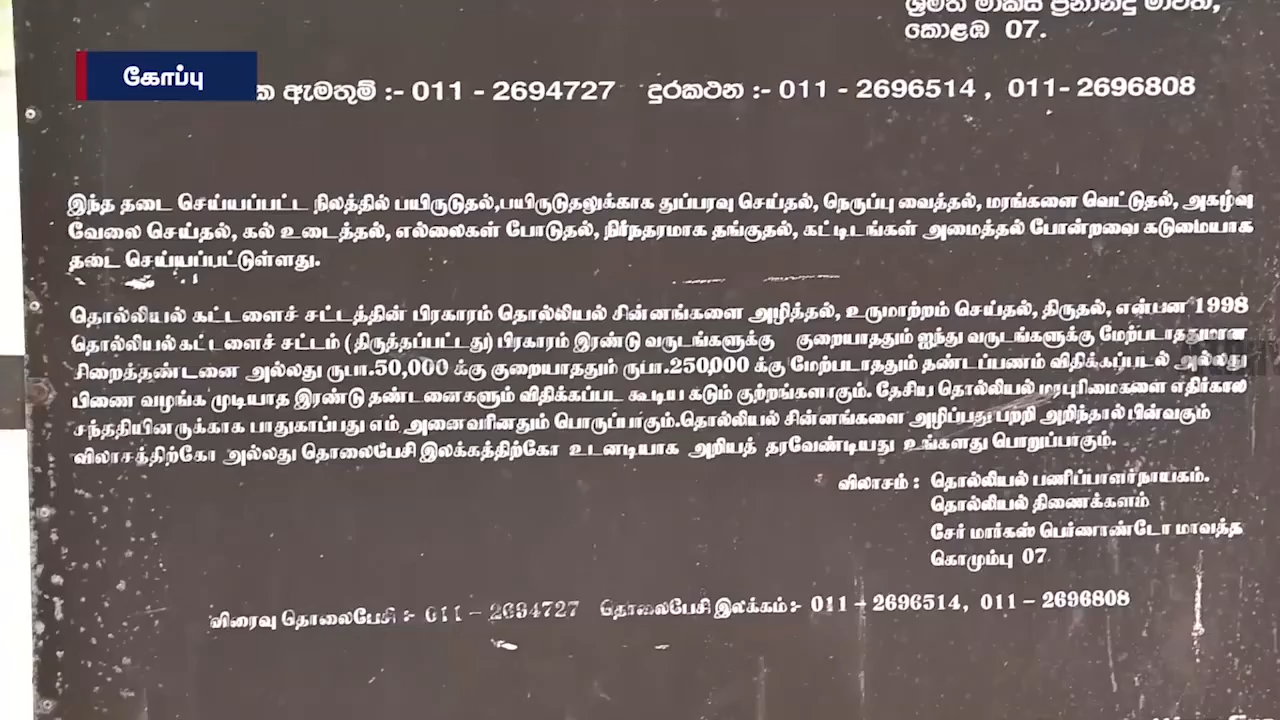 ශ්‍රිමත් මාකස් ප්‍රනාන්දු මාවත,
කොළඹ 07.
கோப்பு
ඇමතුම් :- 011 - 2694727 දුරකථන :- 011 - 2696514 , 011- 2696808
இந்த தடை செய்யப்பட்ட நிலத்தில் பயிருடுதல்,பயிருடுதலுக்காக துப்பரவு செய்தல், நெருப்பு வைத்தல், மரங்களை வெட்டுதல், அகழ்வு
வேலை செய்தல், கல் உடைத்தல், எல்லைகள் போடுதல், நிர்நதரமாக தங்குதல், கட்டிடங்கள் அமைத்தல் போன்றவை கடுமையாக
தடை செய்யப்பட்டுள்ளது.
தொல்லியல் கட்டளைச் சட்டத்தின் பிரகாரம் தொல்லியல் சின்னங்களை அழித்தல், உருமாற்றம் செய்தல், திருதல், என்பன 1998
தொல்லியல் கட்டளைச் சட்டம் (திருத்தப்பட்டது) பிரகாரம் இரண்டு வருடங்களுக்கு குறையாததும் ஐந்து வருடங்களுக்கு மேற்படாததுமான
சிறைத்தண்டனை அல்லது ரூபா.50,000 க்கு குறையாததும் ரூபா.250,000 க்கு மேற்படாததும் தண்டப்பணம் விதிக்கப்படல் அல்லது
பிணை வழங்க முடியாத இரண்டு தண்டனைகளும் விதிக்கப்பட கூடிய கடும் குற்றங்களாகும். தேசிய தொல்லியல் மரபுரிமைகளை எதிர்கால
சந்ததியினருக்காக பாதுகாப்பது எம் அனைவரினதும் பொருப்பாகும்.தொல்லியல் சின்னங்களை அழிப்பது பற்றி அறிந்தால் பின்வகும்
விலாசத்திற்கோ அல்லது தொலைபேசி இலக்கத்திற்கோ உடனடியாக அறியத் தரவேண்டியது உங்களது பொறுப்பாகும்.
விலாசம் : தொல்லியல் பணிப்பாளர்நாயகம்.
தொல்லியல் திணைக்களம்
சேர் மார்கஸ் பெர்ணாண்டோ மாவத்த
கொழும்பு 07
விரைவு தொலைபேசி :- 011 – 2694727 தொலைபேசி இலக்கம் :- 011 – 2696514, 011 – 2696808